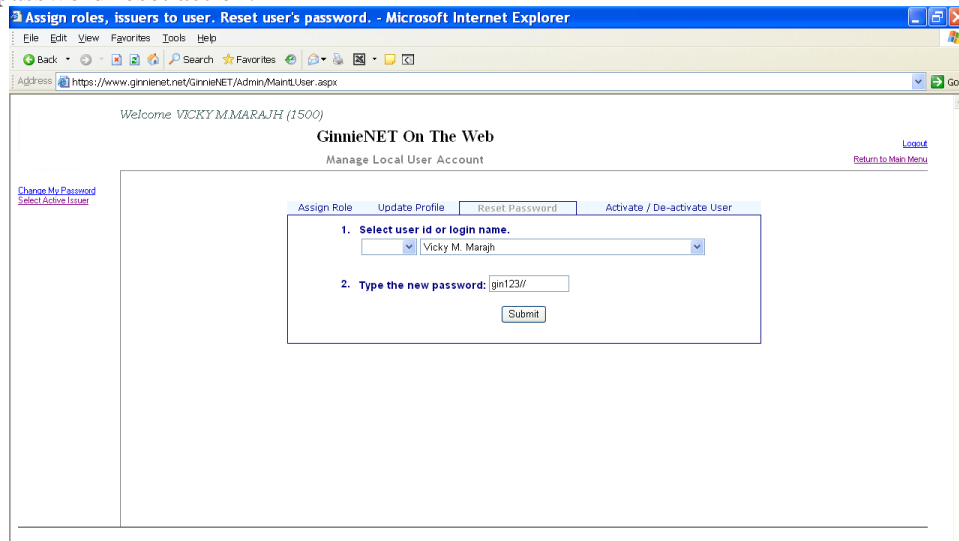 Assign roles, issuers to user. Reset user's password. - Microsoft Internet Explorer
File Edit View Favorites Tools Help
Back Search Favorites
Address https://www.ginnienet.net/GinnieNET/Admin/MaintLUser.aspx Go
Welcome VICKY M.MARAJH (1500)
GinnieNET On The Web
Logout
Manage Local User Account
Return to Main Menu
Change My Password
Select Active Issuer
Assign Role Update Profile Reset Password Activate / De-activate User
1. Select user id or login name.
Vicky M. Marajh
2. Type the new password: gin123//
Submit